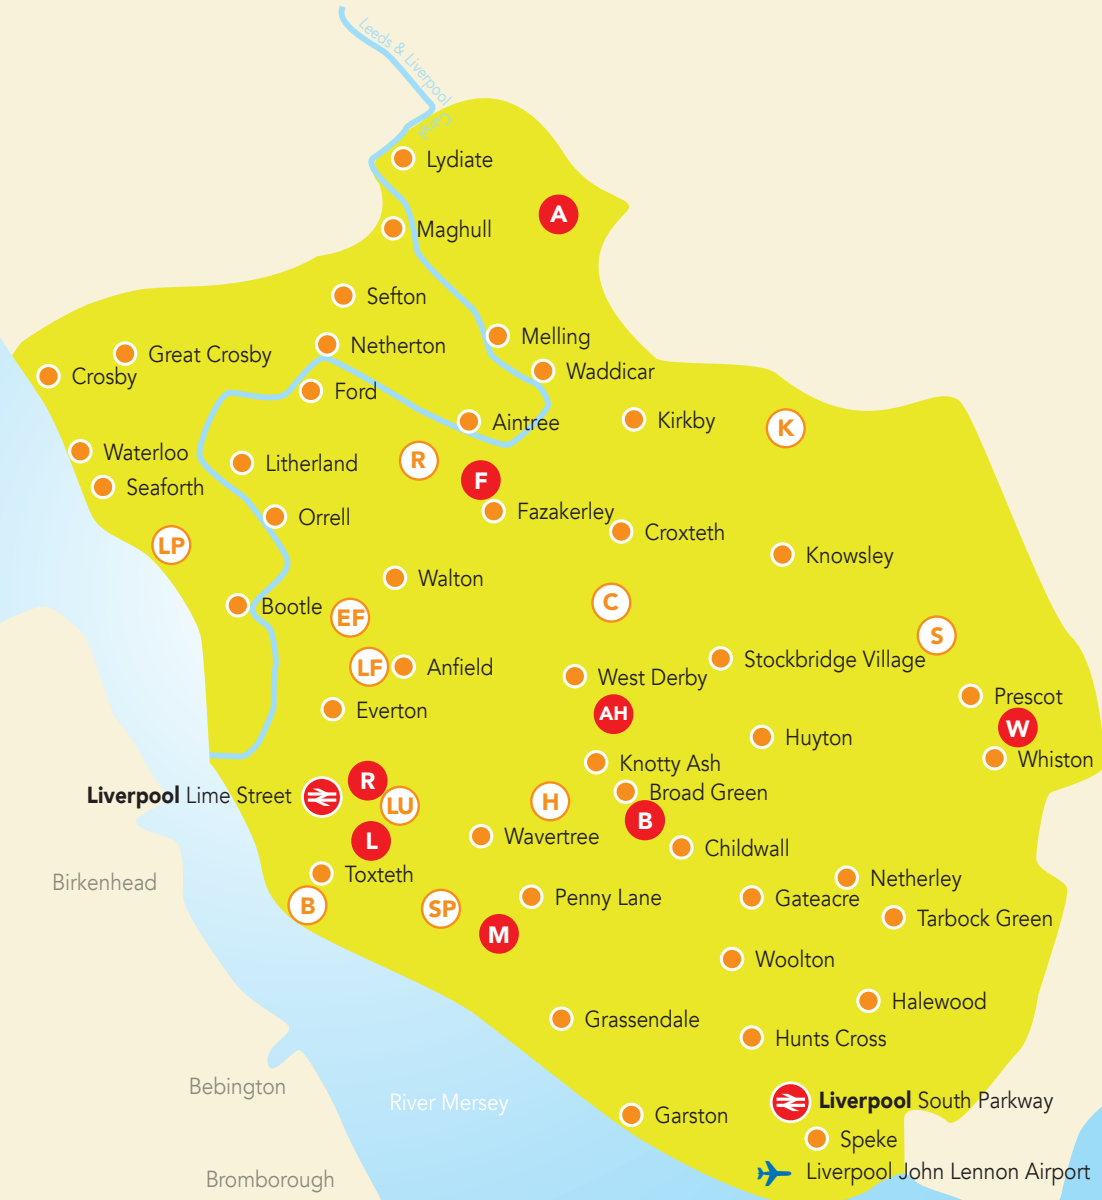 Leeds & Liverpool
Canal
Lydiate
A
Maghull
Sefton
Melling
Netherton
Great Crosby
Waddicar
Crosby
Ford
Aintree
Kirkby
K
Waterloo
Litherland
R
F
Seaforth
Fazakerley
Orrell
Croxteth
LP
Knowsley
Walton
Bootle
EF
C
S
LF
Anfield
Stockbridge Village
West Derby
Prescot
Everton
AH
W
Huyton
Whiston
Knotty Ash
R
Liverpool Lime Street
LU
H
Broad Green
B
L
Wavertree
Childwall
Toxteth
Birkenhead
Netherley
B
SP
Penny Lane
Gateacre
Tarbock Green
M
Woolton
Halewood
Grassendale
Hunts Cross
Bebington
River Mersey
Liverpool South Parkway
Garston
Speke
Liverpool John Lennon Airport
Bromborough